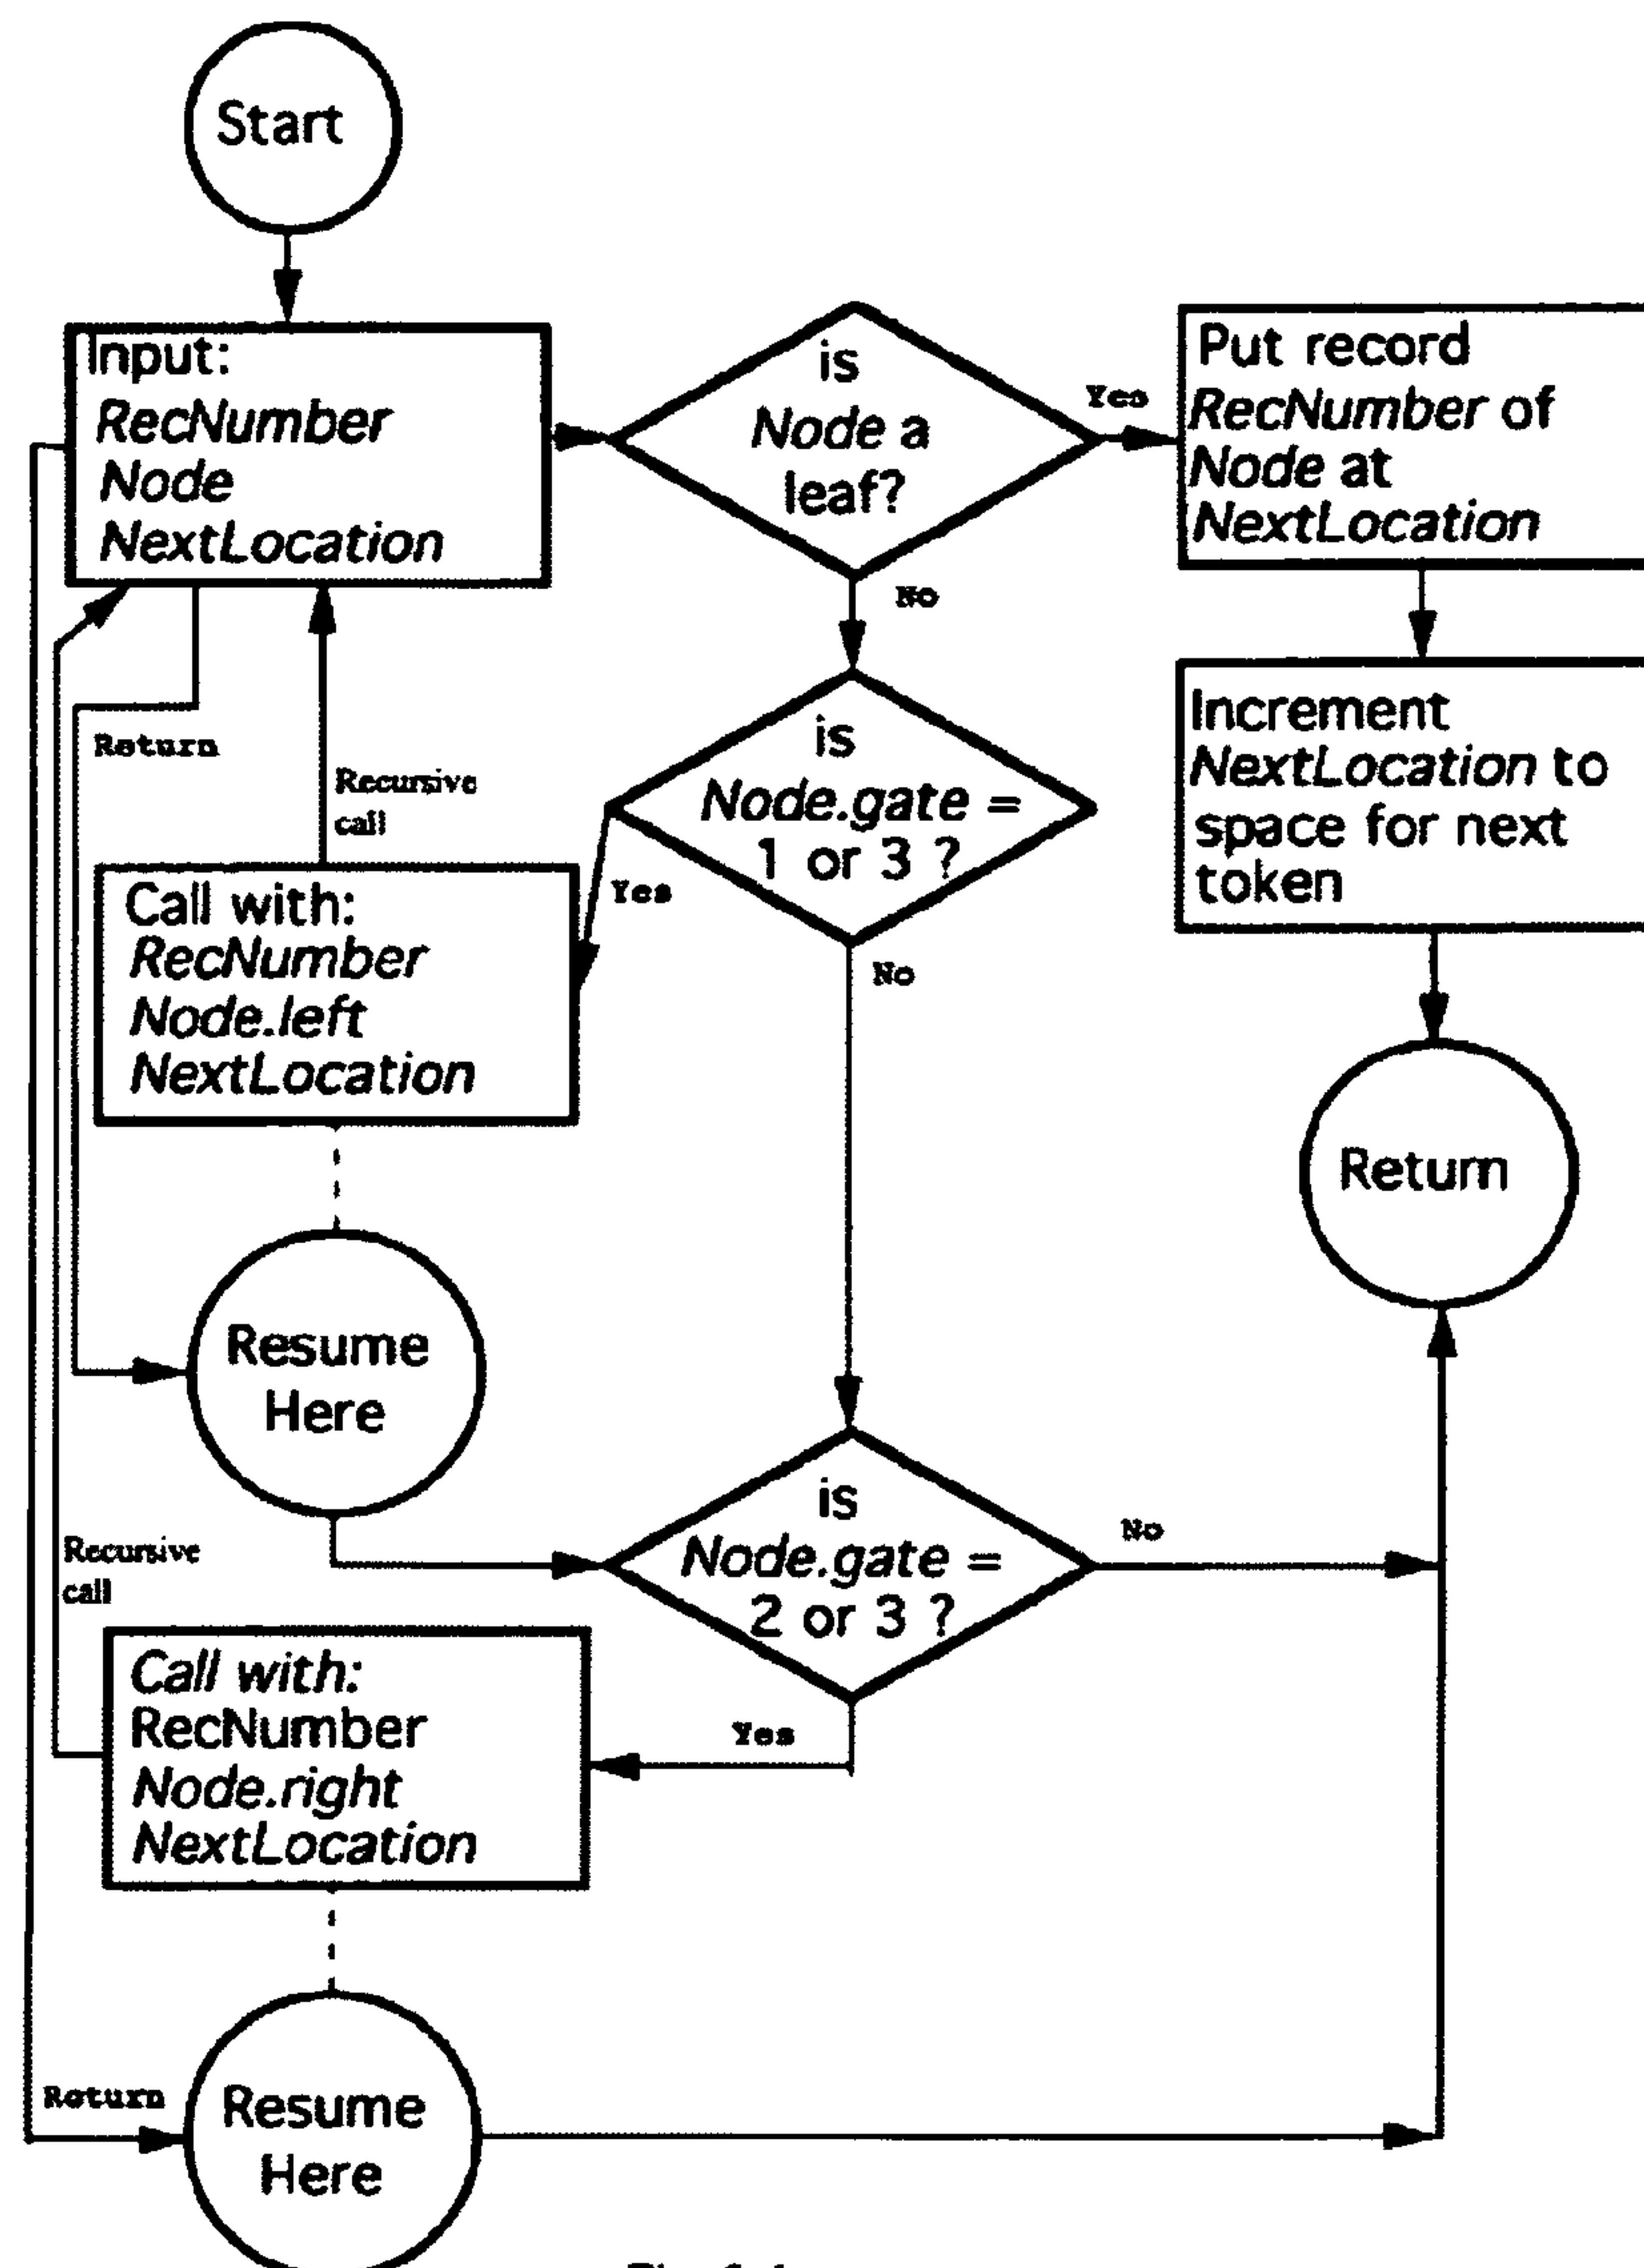 Start
Input:
RecNumber
Node
NextLocation
is
Node a
leaf?
Yes
Put record
RecNumber of
Node at
NextLocation
No
Return
Recursive
call
is
Node.gate =
1 or 3 ?
Yes
No
Increment
NextLocation to
space for next
token
Call with:
RecNumber
Node.left
NextLocation
Return
Resume
Here
is
Node.gate =
2 or 3 ?
No
Yes
Recursive
call
Call with:
RecNumber
Node.right
NextLocation
Return
Resume
Here